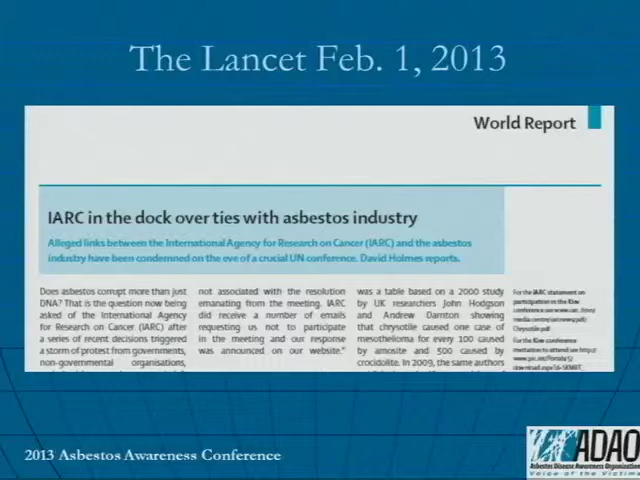 The Lancet Feb. 1, 2013
World Report
IARC in the dock over ties with asbestos industry
Alleged links between the International Agency for Research on Cancer (IARC) and the asbestos
industry have been condemned on the eve of a crucial UN conference. David Holmes reports.
Does asbestos corrupt more than just
DNA? That is the question now being
asked of the International Agency
for Research on Cancer (IARC) after
a series of recent decisions triggered
a storm of protest from governments,
non-governmental organisations,
not associated with the resolution
emanating from the meeting. IARC
did receive a number of emails
requesting us not to participate
in the meeting and our response
was announced on our website."
was a table based on a 2000 study
by UK researchers John Hodgson
and Andrew Darnton showing
that chrysotile caused one case of
mesothelioma for every 100 caused
by amosite and 500 caused by
crocidolite. In 2009, the same authors
For the IARC statement on
participation in the Kiev
conference see www.iarc.
Chrysotile.pdf
For the Kiev conference
invitation to attend see http://
2013 Asbestos Awareness Conference
ADAO
Asbestos Disease Awareness Organization
Voice of the Victims